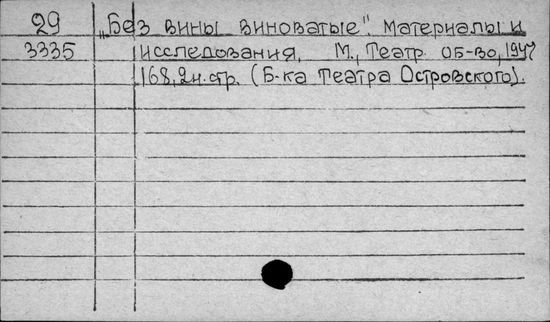 29 „Без вины виноватые". Материалы и
3335 исследования, М., Театр. об-во, 1947
168,2н.стр. (Б-ка Театра Островского).